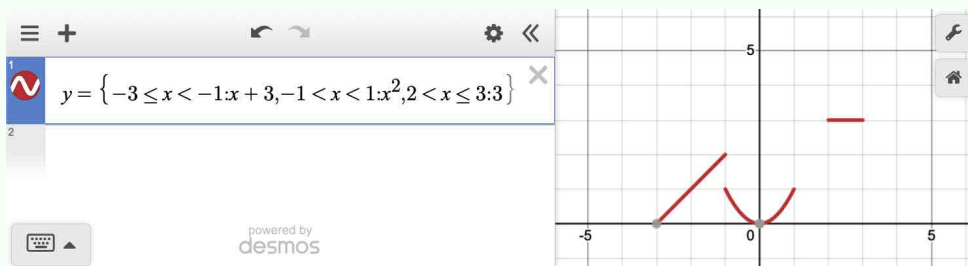 1
y = {−3 ≤ x < −1:x + 3,−1 < x < 1:x²,2 < x ≤ 3:3}
2
powered by
desmos
5
-5
0
5